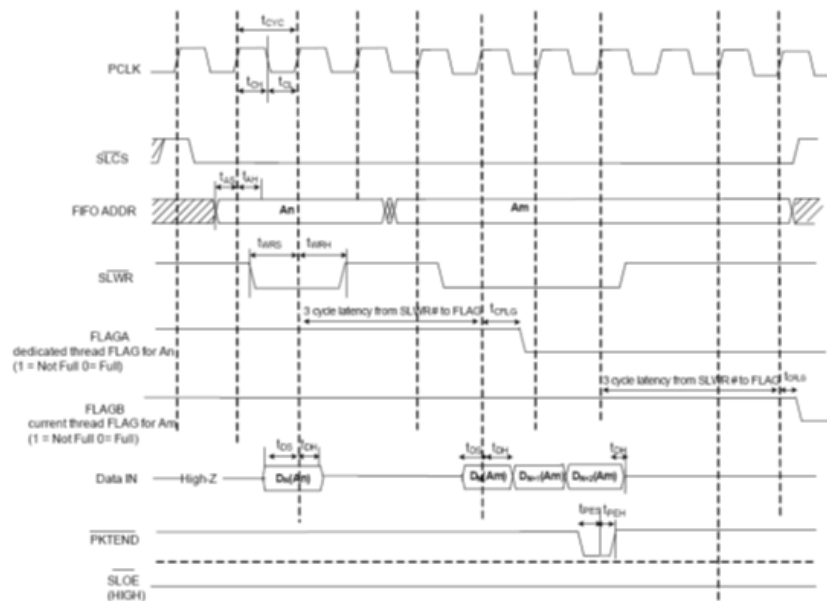 tCYC
PCLK
tCH tCL
SLCS
tAS tAH
FIFO ADDR An Am
tWRS tWRH
SLWR
3 cycle latency from SLWR# to FLAG tCFLG
FLAGA
dedicated thread FLAG for An
(1 = Not Full 0= Full)
3 cycle latency from SLWR # to FLAG tCFLG
FLAGB
current thread FLAG for Am
(1 = Not Full 0= Full)
tDS tDH tDS tDH tDH
Data IN High-Z DN(An) DN(Am) DN+1(Am) DN+2(Am)
tPES tPEH
PKTEND
SLOE
(HIGH)